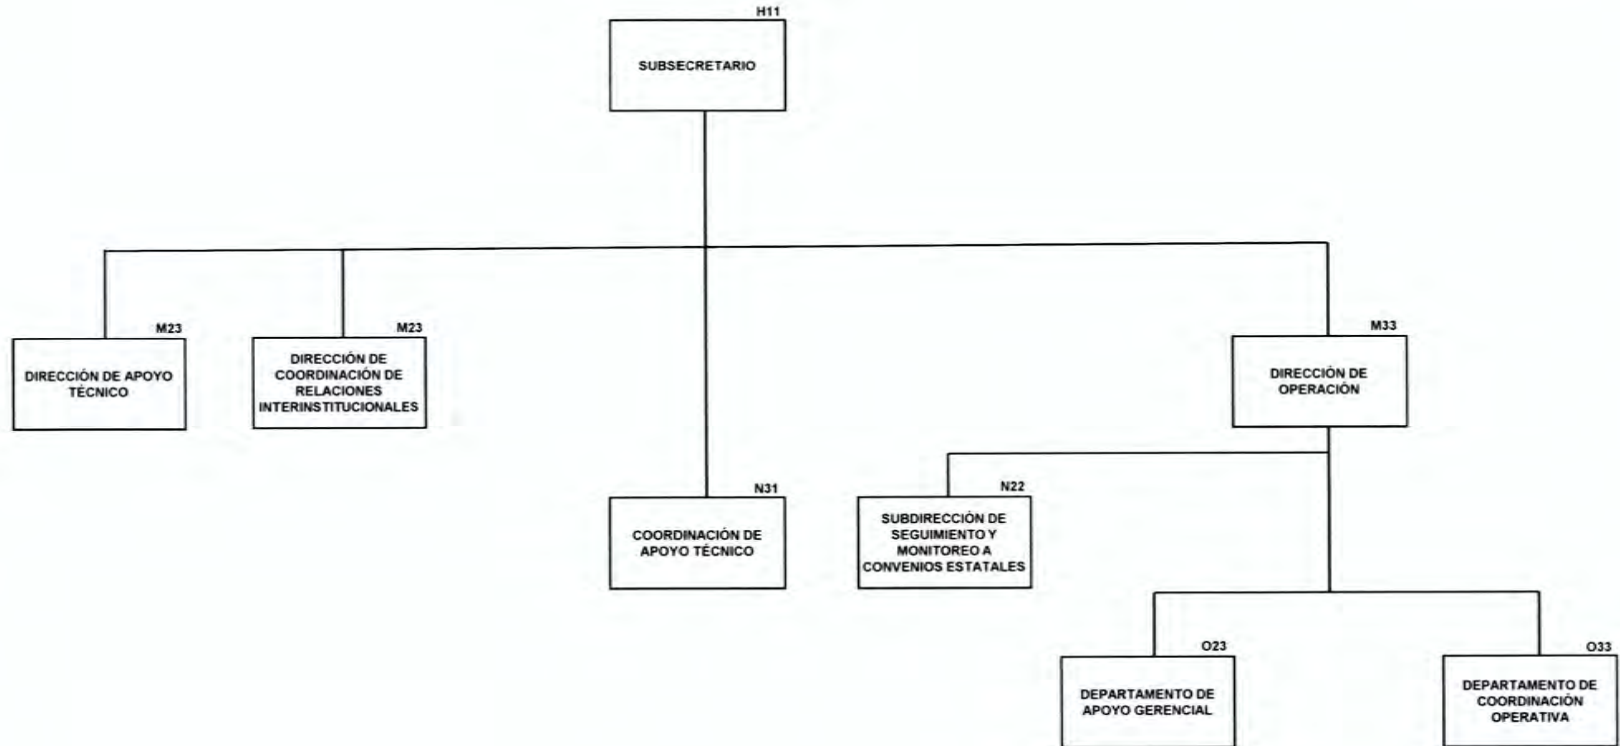 H11
SUBSECRETARIO
M23
DIRECCIÓN DE APOYO
TÉCNICO
M23
DIRECCIÓN DE
COORDINACIÓN DE
RELACIONES
INTERINSTITUCIONALES
M33
DIRECCIÓN DE
OPERACIÓN
N31
COORDINACIÓN DE
APOYO TÉCNICO
N22
SUBDIRECCIÓN DE
SEGUIMIENTO Y
MONITOREO A
CONVENIOS ESTATALES
O23
DEPARTAMENTO DE
APOYO GERENCIAL
O33
DEPARTAMENTO DE
COORDINACIÓN
OPERATIVA